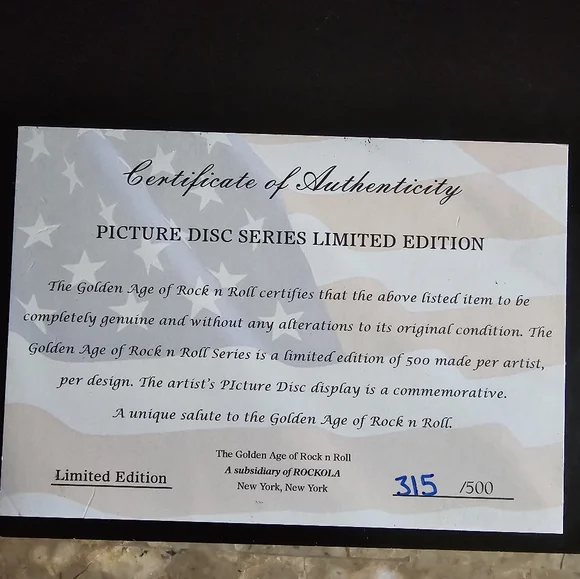 Certificate of Authenticity
PICTURE DISC SERIES LIMITED EDITION
The Golden Age of Rock n Roll certifies that the above listed item to be
completely genuine and without any alterations to its original condition. The
Golden Age of Rock n Roll Series is a limited edition of 500 made per artist,
per design. The artist's PIcture Disc display is a commemorative.
A unique salute to the Golden Age of Rock n Roll.
The Golden Age of Rock n Roll
A subsidiary of ROCKOLA
New York, New York
Limited Edition
315 /500